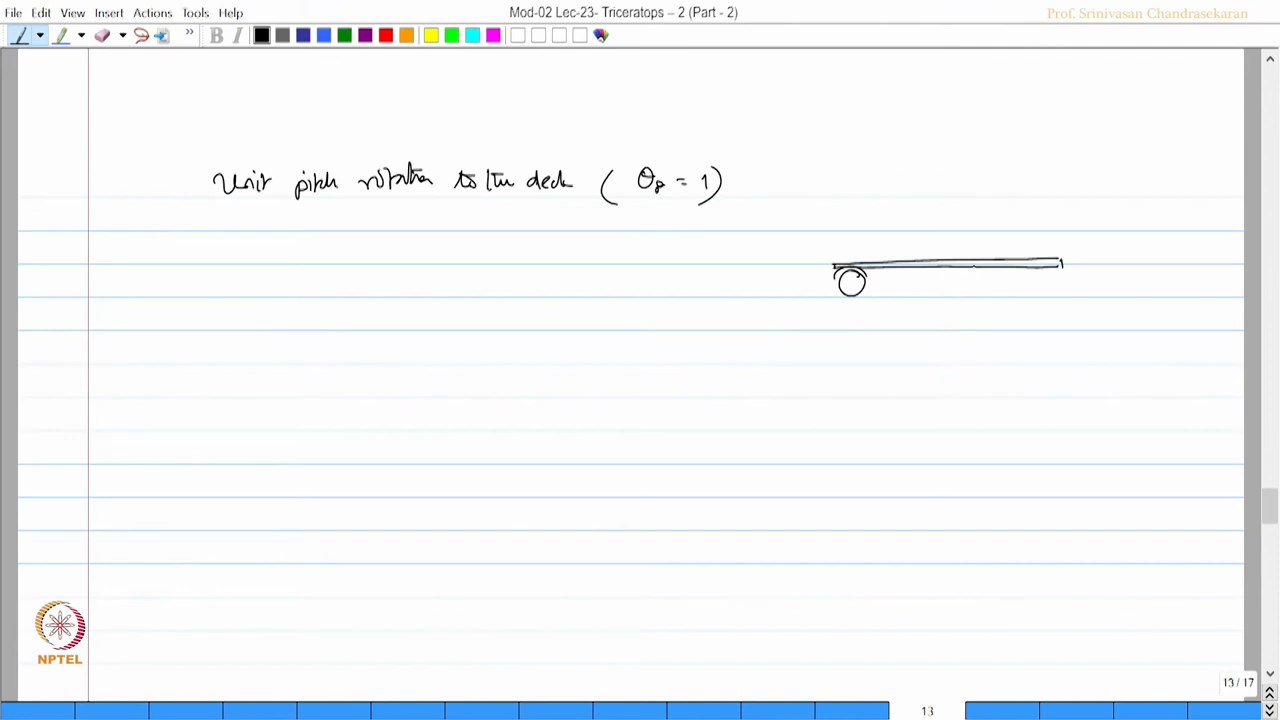 File Edit View Insert Actions Tools Help
Mod-02 Lec-23- Triceratops – 2 (Part - 2)
Prof. Srinivasan Chandrasekaran
B I
Unit pitch rotation to the deck ( θ8 = 1)
NPTEL
13 / 17
13